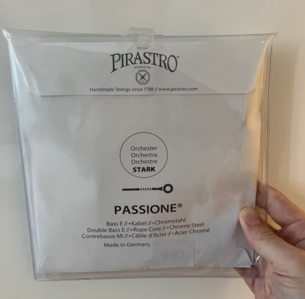 PIRASTRO
Handmade Strings since 1798 // www.pirastro.com
Orchester
Orchestra
Orchestre
STARK
PASSIONE®
Bass E // • Kabel // • Chromstahl
Double Bass E // • Rope Core // • Chrome Steel
Contrebasse MI // • Câble d'Acier // • Acier Chromé
Made in Germany